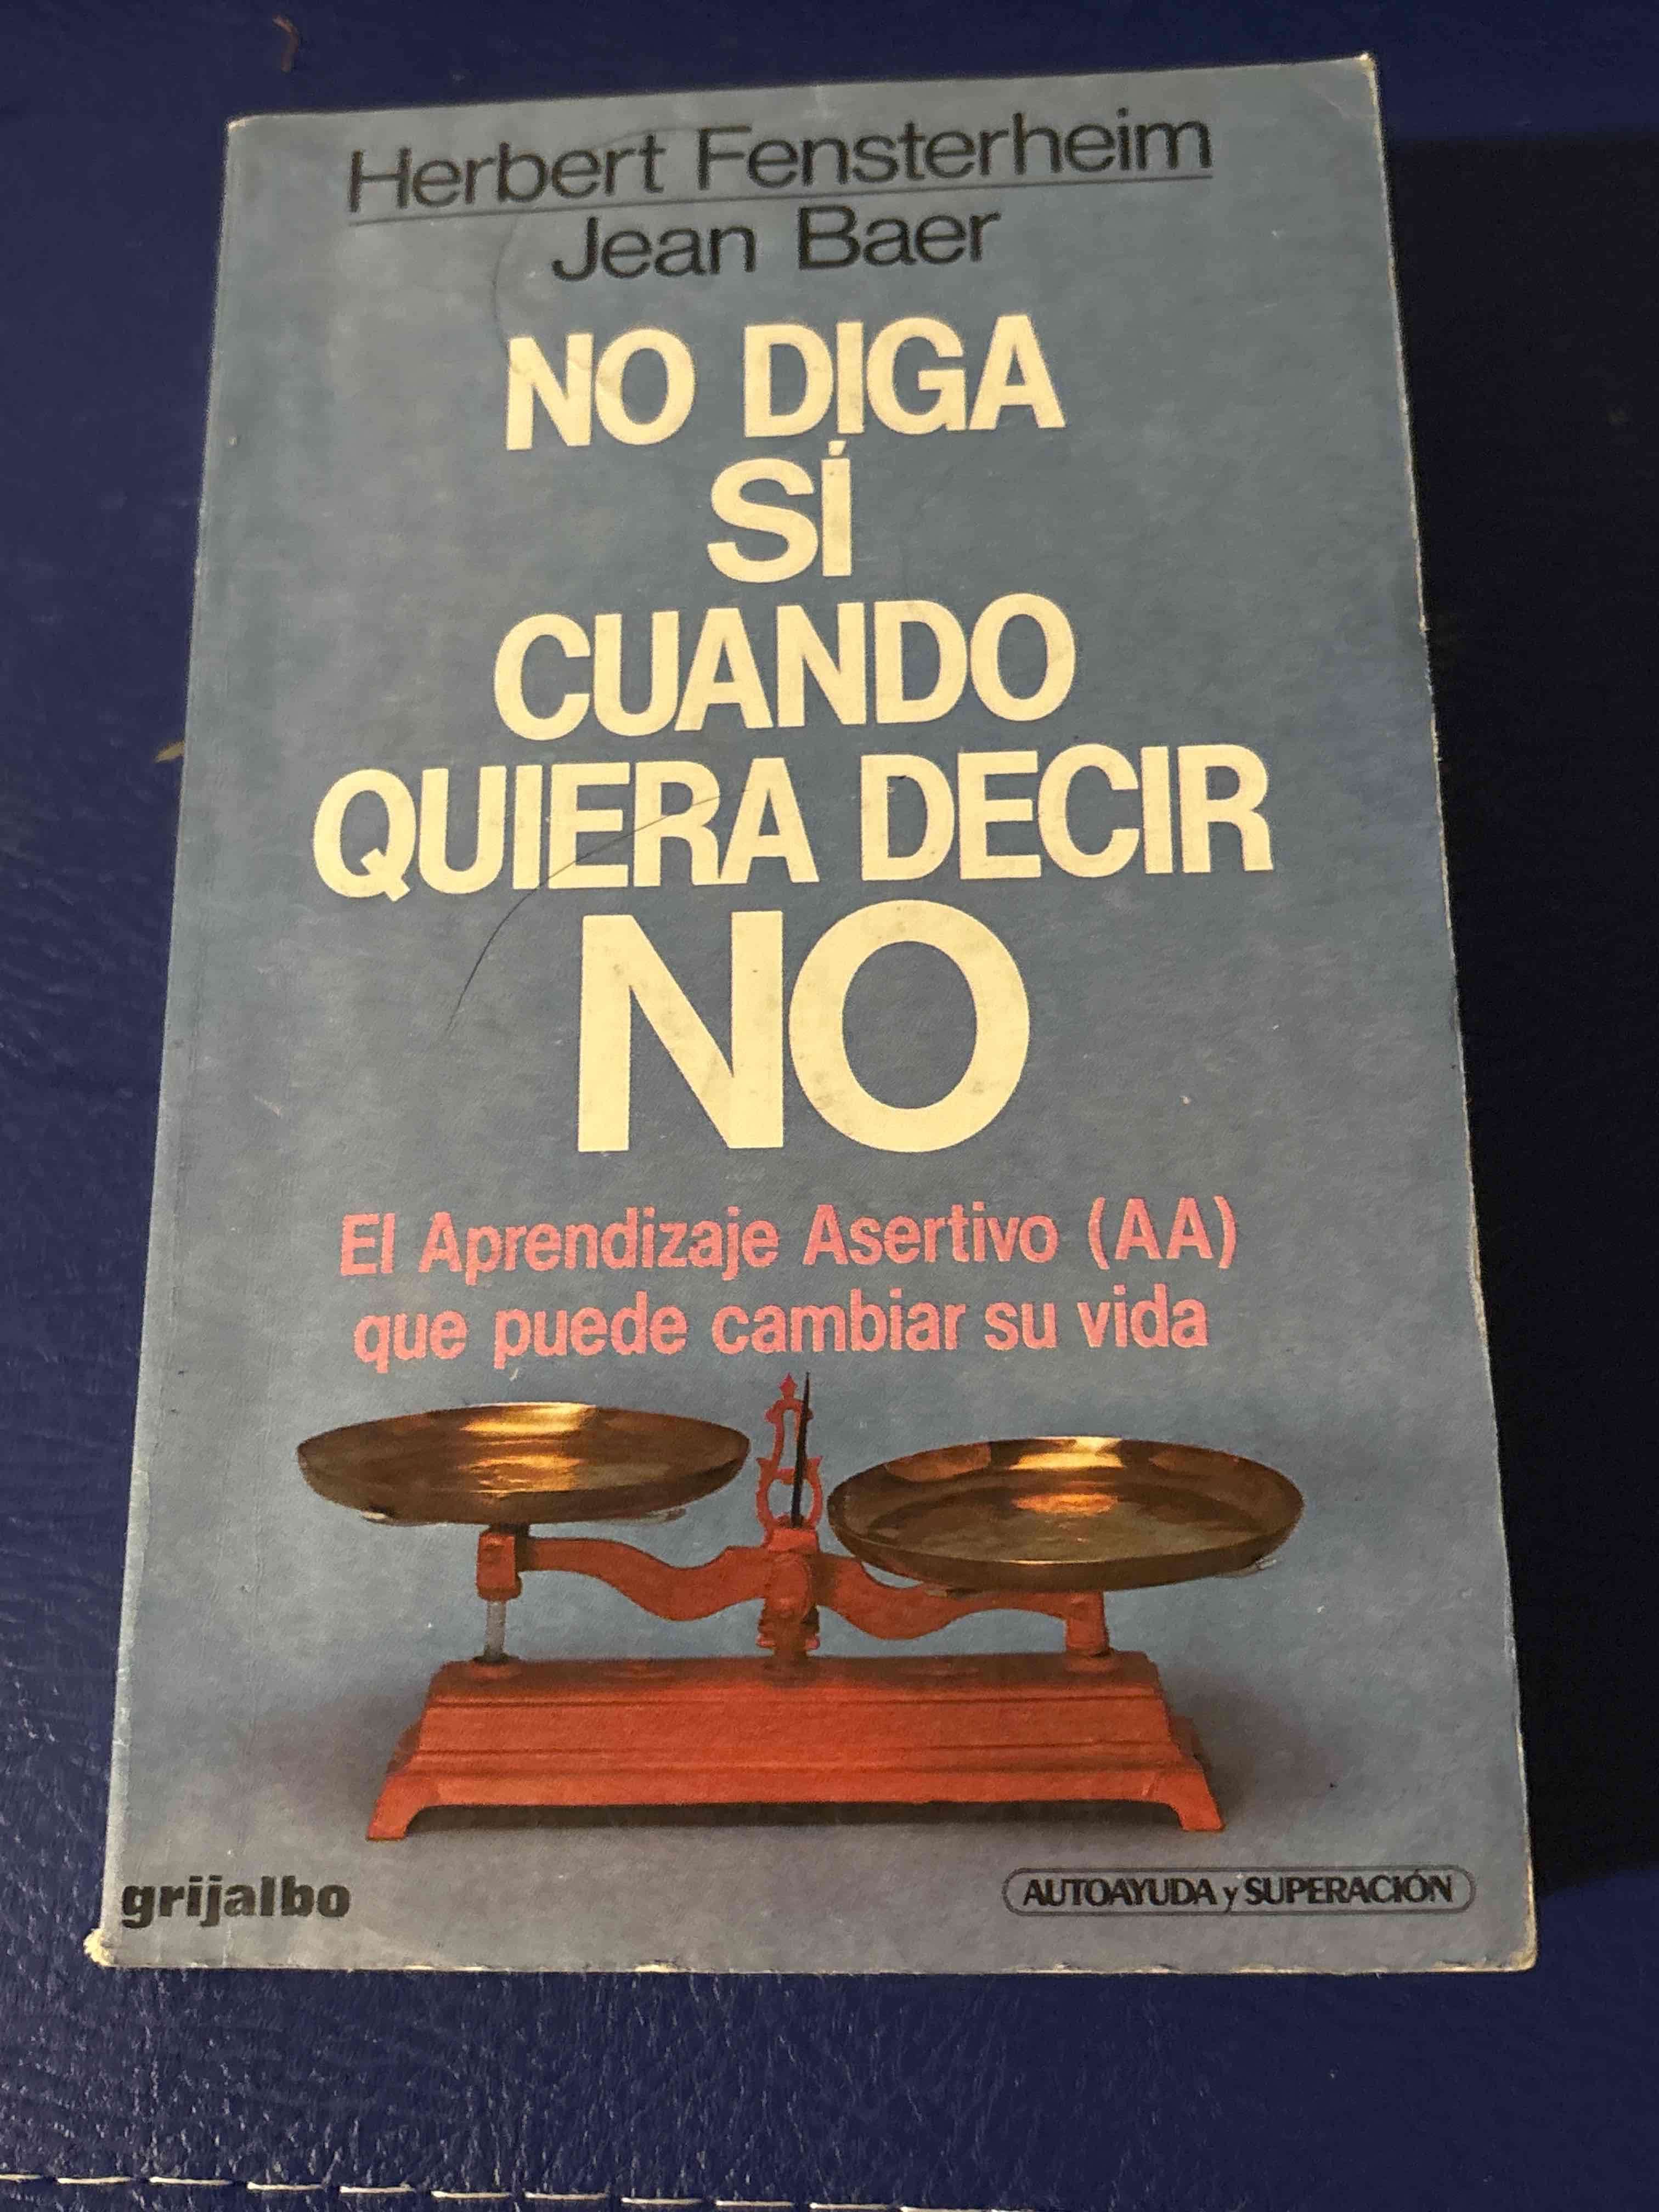 Herbert Fensterheim
Jean Baer
NO DIGA
SÍ
CUANDO
QUIERA DECIR
NO
El Aprendizaje Asertivo (AA)
que puede cambiar su vida
grijalbo
AUTOAYUDA y SUPERACIÓN